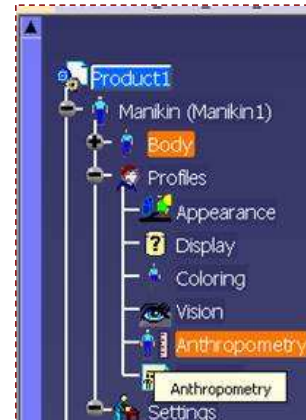 Product1
Manikin (Manikin1)
Body
Profiles
Appearance
? Display
Coloring
Vision
Anthropometry
Anthropometry
Settings